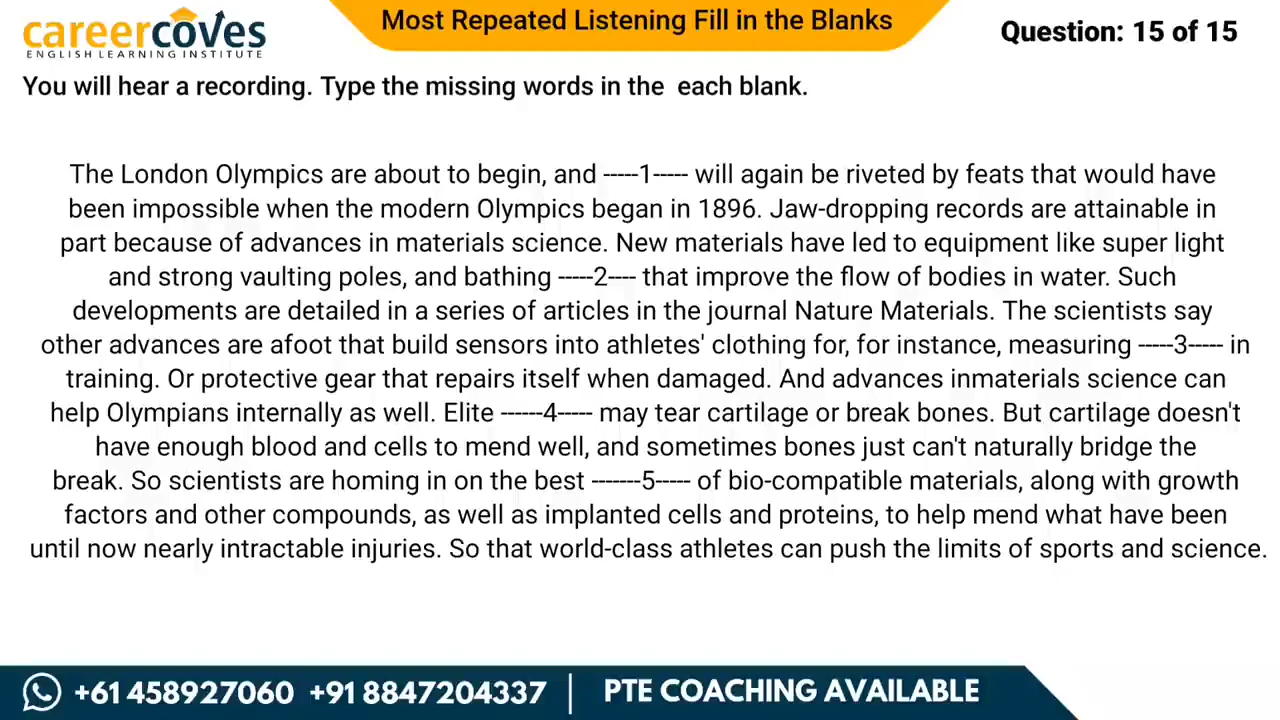 careercoves
ENGLISH LEARNING INSTITUTE
Most Repeated Listening Fill in the Blanks
Question: 15 of 15
You will hear a recording. Type the missing words in the  each blank.
The London Olympics are about to begin, and -----1----- will again be riveted by feats that would have
been impossible when the modern Olympics began in 1896. Jaw-dropping records are attainable in
part because of advances in materials science. New materials have led to equipment like super light
and strong vaulting poles, and bathing -----2---- that improve the flow of bodies in water. Such
developments are detailed in a series of articles in the journal Nature Materials. The scientists say
other advances are afoot that build sensors into athletes' clothing for, for instance, measuring -----3----- in
training. Or protective gear that repairs itself when damaged. And advances inmaterials science can
help Olympians internally as well. Elite ------4----- may tear cartilage or break bones. But cartilage doesn't
have enough blood and cells to mend well, and sometimes bones just can't naturally bridge the
break. So scientists are homing in on the best -------5----- of bio-compatible materials, along with growth
factors and other compounds, as well as implanted cells and proteins, to help mend what have been
until now nearly intractable injuries. So that world-class athletes can push the limits of sports and science.
+61 458927060 +91 8847204337 | PTE COACHING AVAILABLE